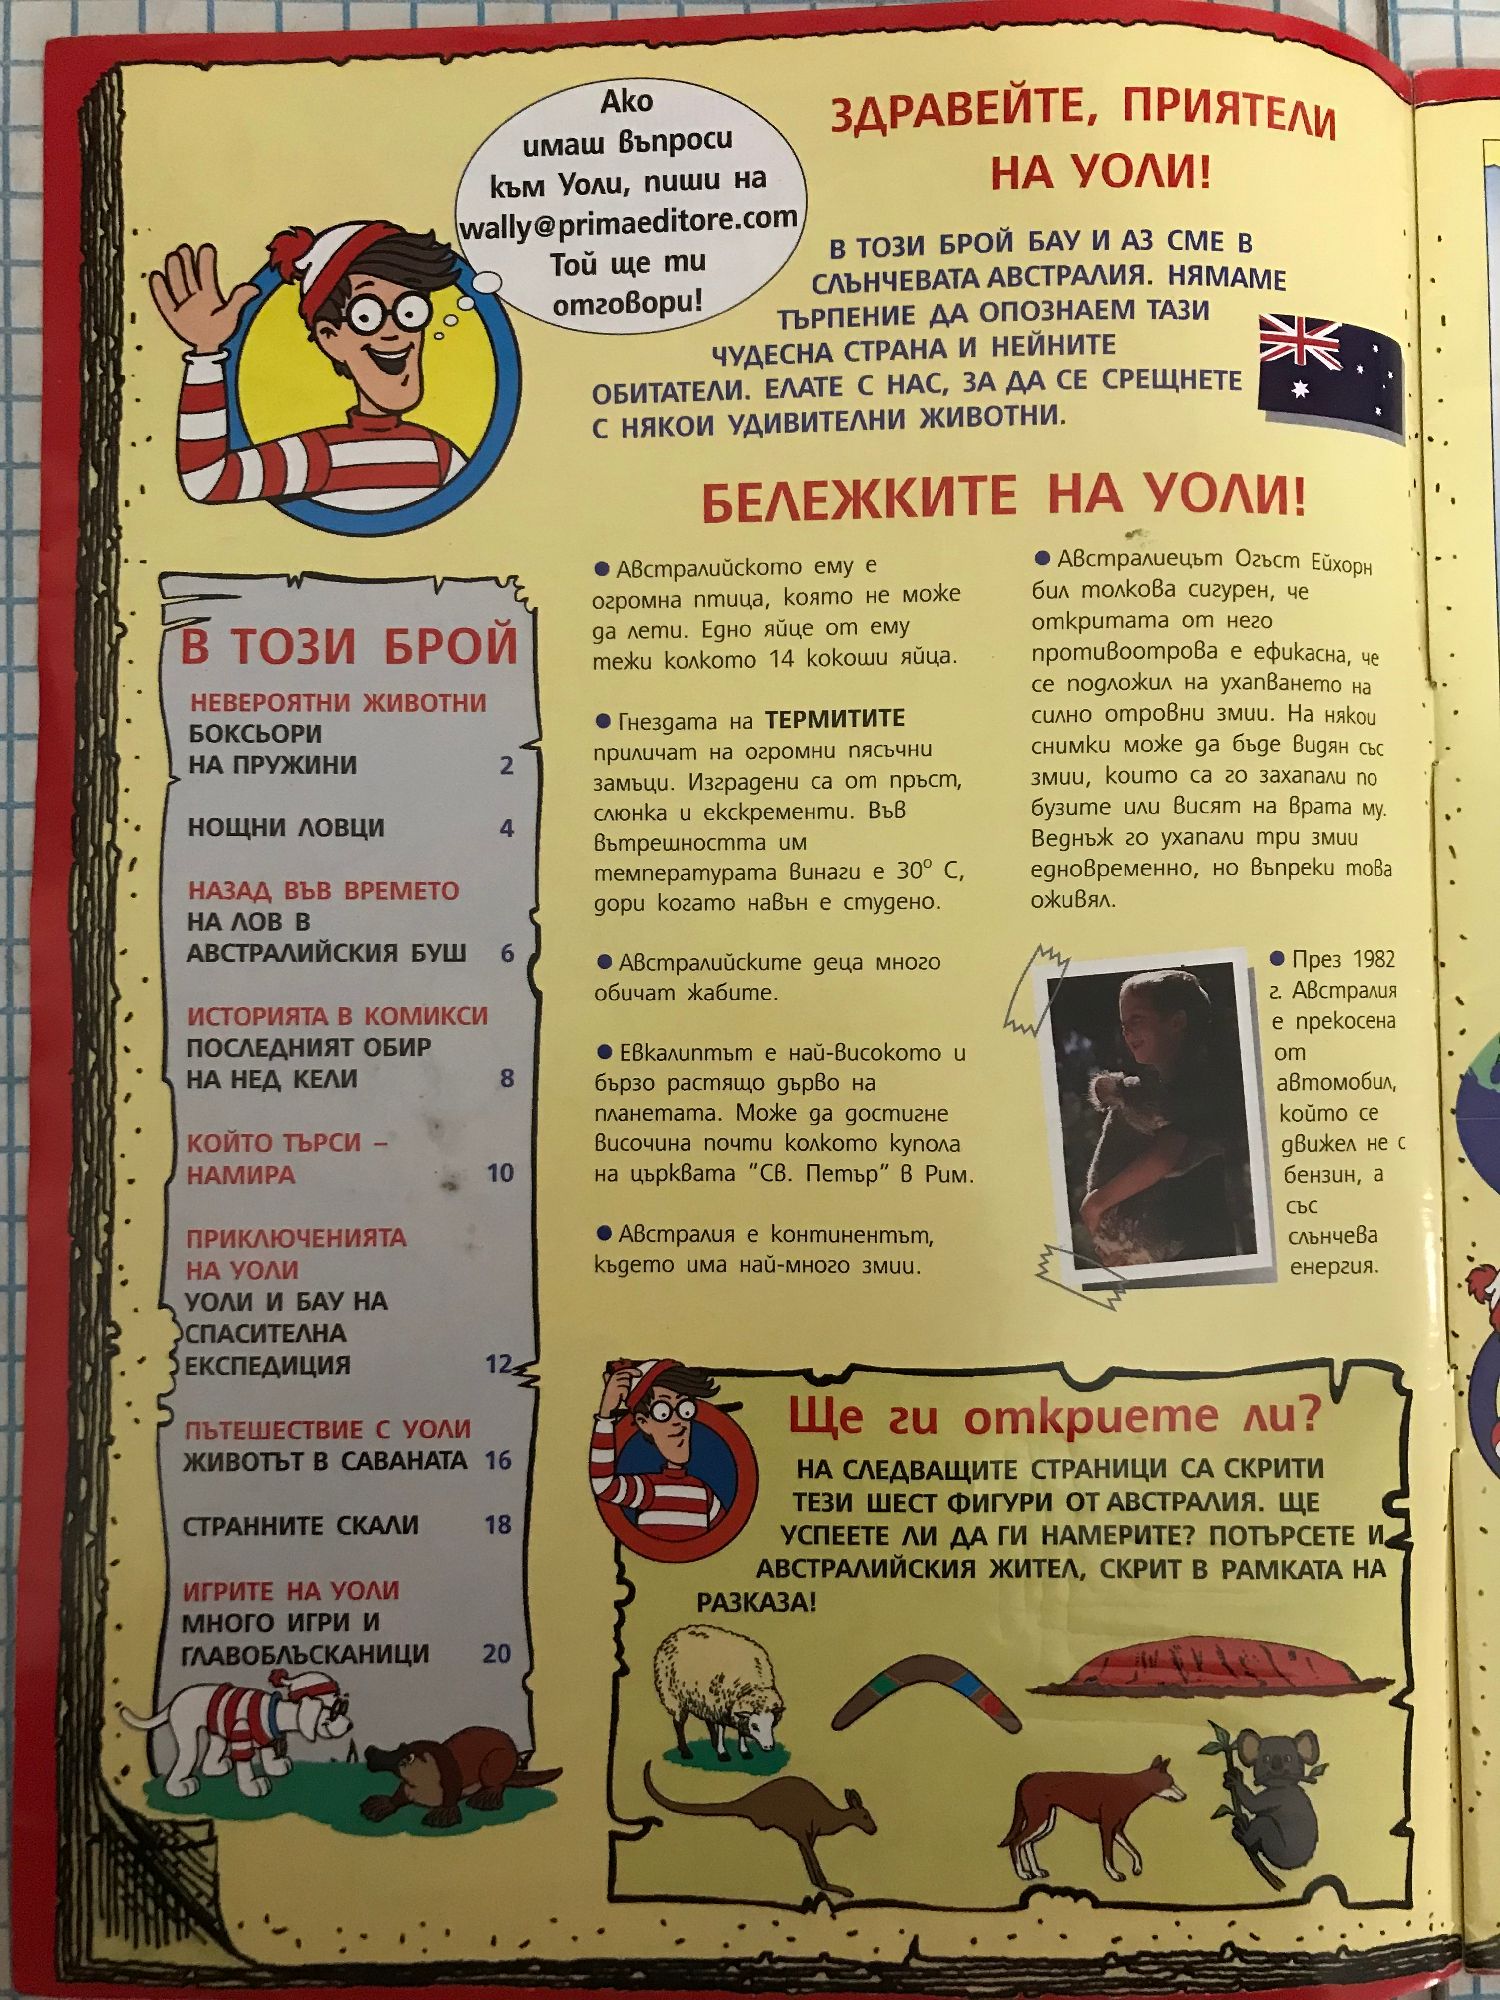 Ако
имаш въпроси
към Уоли, пиши на
wally@primaeditore.com
Той ще ти
отговори!
ЗДРАВЕЙТЕ, ПРИЯТЕЛИ
НА УОЛИ!
В ТОЗИ БРОЙ БАУ И АЗ СМЕ В
СЛЪНЧЕВАТА АВСТРАЛИЯ. НЯМАМЕ
ТЪРПЕНИЕ ДА ОПОЗНАЕМ ТАЗИ
ЧУДЕСНА СТРАНА И НЕЙНИТЕ
ОБИТАТЕЛИ. ЕЛАТЕ С НАС, ЗА ДА СЕ СРЕЩНЕТЕ
С НЯКОИ УДИВИТЕЛНИ ЖИВОТНИ.
БЕЛЕЖКИТЕ НА УОЛИ!
В ТОЗИ БРОЙ
НЕВЕРОЯТНИ ЖИВОТНИ
БОКСЬОРИ
НА ПРУЖИНИ 2
НОЩНИ ЛОВЦИ 4
НАЗАД ВЪВ ВРЕМЕТО
НА ЛОВ В
АВСТРАЛИЙСКИЯ БУШ 6
ИСТОРИЯТА В КОМИКСИ
ПОСЛЕДНИЯТ ОБИР
НА НЕД КЕЛИ 8
КОЙТО ТЪРСИ –
НАМИРА 10
ПРИКЛЮЧЕНИЯТА
НА УОЛИ
УОЛИ И БАУ НА
СПАСИТЕЛНА
ЕКСПЕДИЦИЯ 12
ПЪТЕШЕСТВИЕ С УОЛИ
ЖИВОТЪТ В САВАНАТА 16
СТРАННИТЕ СКАЛИ 18
ИГРИТЕ НА УОЛИ
МНОГО ИГРИ И
ГЛАВОБЛЪСКАНИЦИ 20
● Австралийското ему е
огромна птица, която не може
да лети. Едно яйце от ему
тежи колкото 14 кокоши яйца.
● Гнездата на ТЕРМИТИТЕ
приличат на огромни пясъчни
замъци. Изградени са от пръст,
слюнка и екскременти. Във
вътрешността им
температурата винаги е 30° С,
дори когато навън е студено.
● Австралийските деца много
обичат жабите.
● Евкалиптът е най-високото и
бързо растящо дърво на
планетата. Може да достигне
височина почти колкото купола
на църквата "Св. Петър" в Рим.
● Австралия е континентът,
където има най-много змии.
● Австралиецът Огъст Ейхорн
бил толкова сигурен, че
откритата от него
противоотрова е ефикасна, че
се подложил на ухапването на
силно отровни змии. На някои
снимки може да бъде видян със
змии, които са го захапали по
бузите или висят на врата му.
Веднъж го ухапали три змии
едновременно, но въпреки това
оживял.
● През 1982
г. Австралия
е прекосена
от
автомобил,
който се
движел не с
бензин, а
със
слънчева
енергия.
Ще ги откриете ли?
НА СЛЕДВАЩИТЕ СТРАНИЦИ СА СКРИТИ
ТЕЗИ ШЕСТ ФИГУРИ ОТ АВСТРАЛИЯ. ЩЕ
УСПЕЕТЕ ЛИ ДА ГИ НАМЕРИТЕ? ПОТЪРСЕТЕ И
АВСТРАЛИЙСКИЯ ЖИТЕЛ, СКРИТ В РАМКАТА НА
РАЗКАЗА!